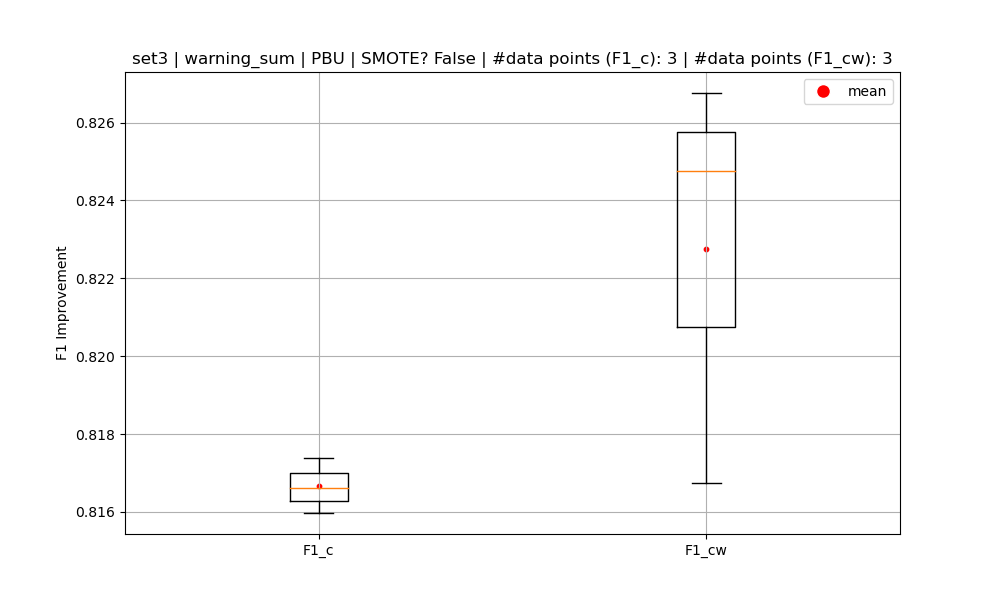 set3 | warning_sum | PBU | SMOTE? False | #data points (F1_c): 3 | #data points (F1_cw): 3
mean
0.826
0.824
0.822
0.820
0.818
0.816
F1 Improvement
F1_c
F1_cw